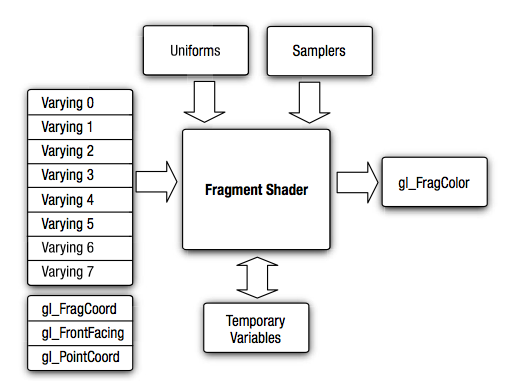 Uniforms
Samplers
Varying 0
Varying 1
Varying 2
Varying 3
Varying 4
Varying 5
Varying 6
Varying 7
Fragment Shader
gl_FragColor
gl_FragCoord
gl_FrontFacing
gl_PointCoord
Temporary
Variables